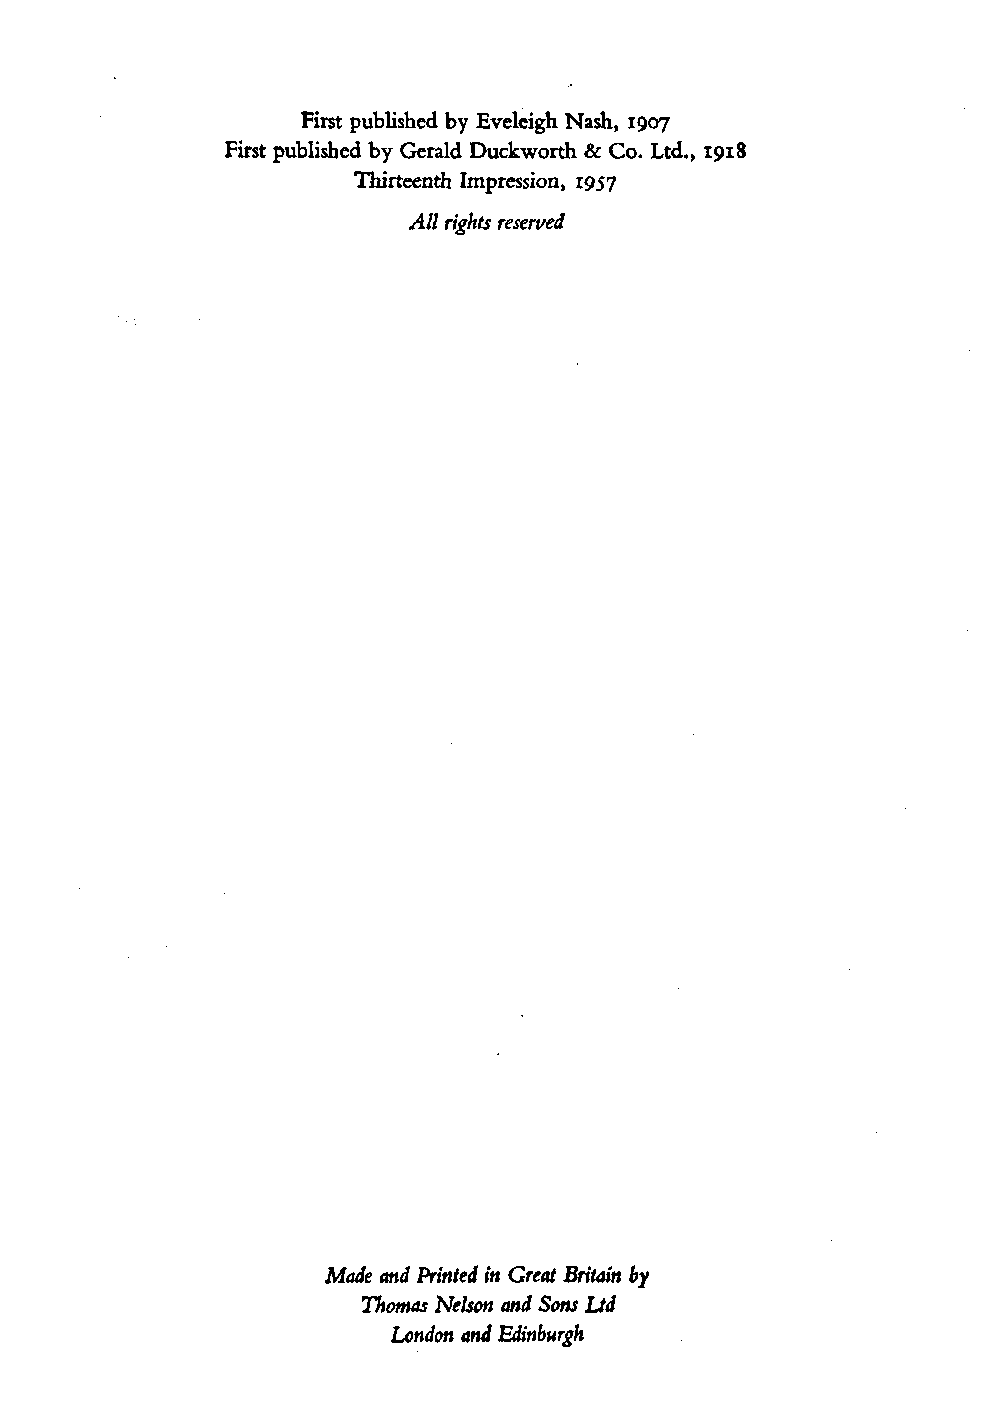 First published by Eveleigh Nash, 1907
First published by Gerald Duckworth & Co. Ltd., 1918
Thirteenth Impression, 1957
All rights reserved
Made and Printed in Great Britain by
Thomas Nelson and Sons Ltd
London and Edinburgh